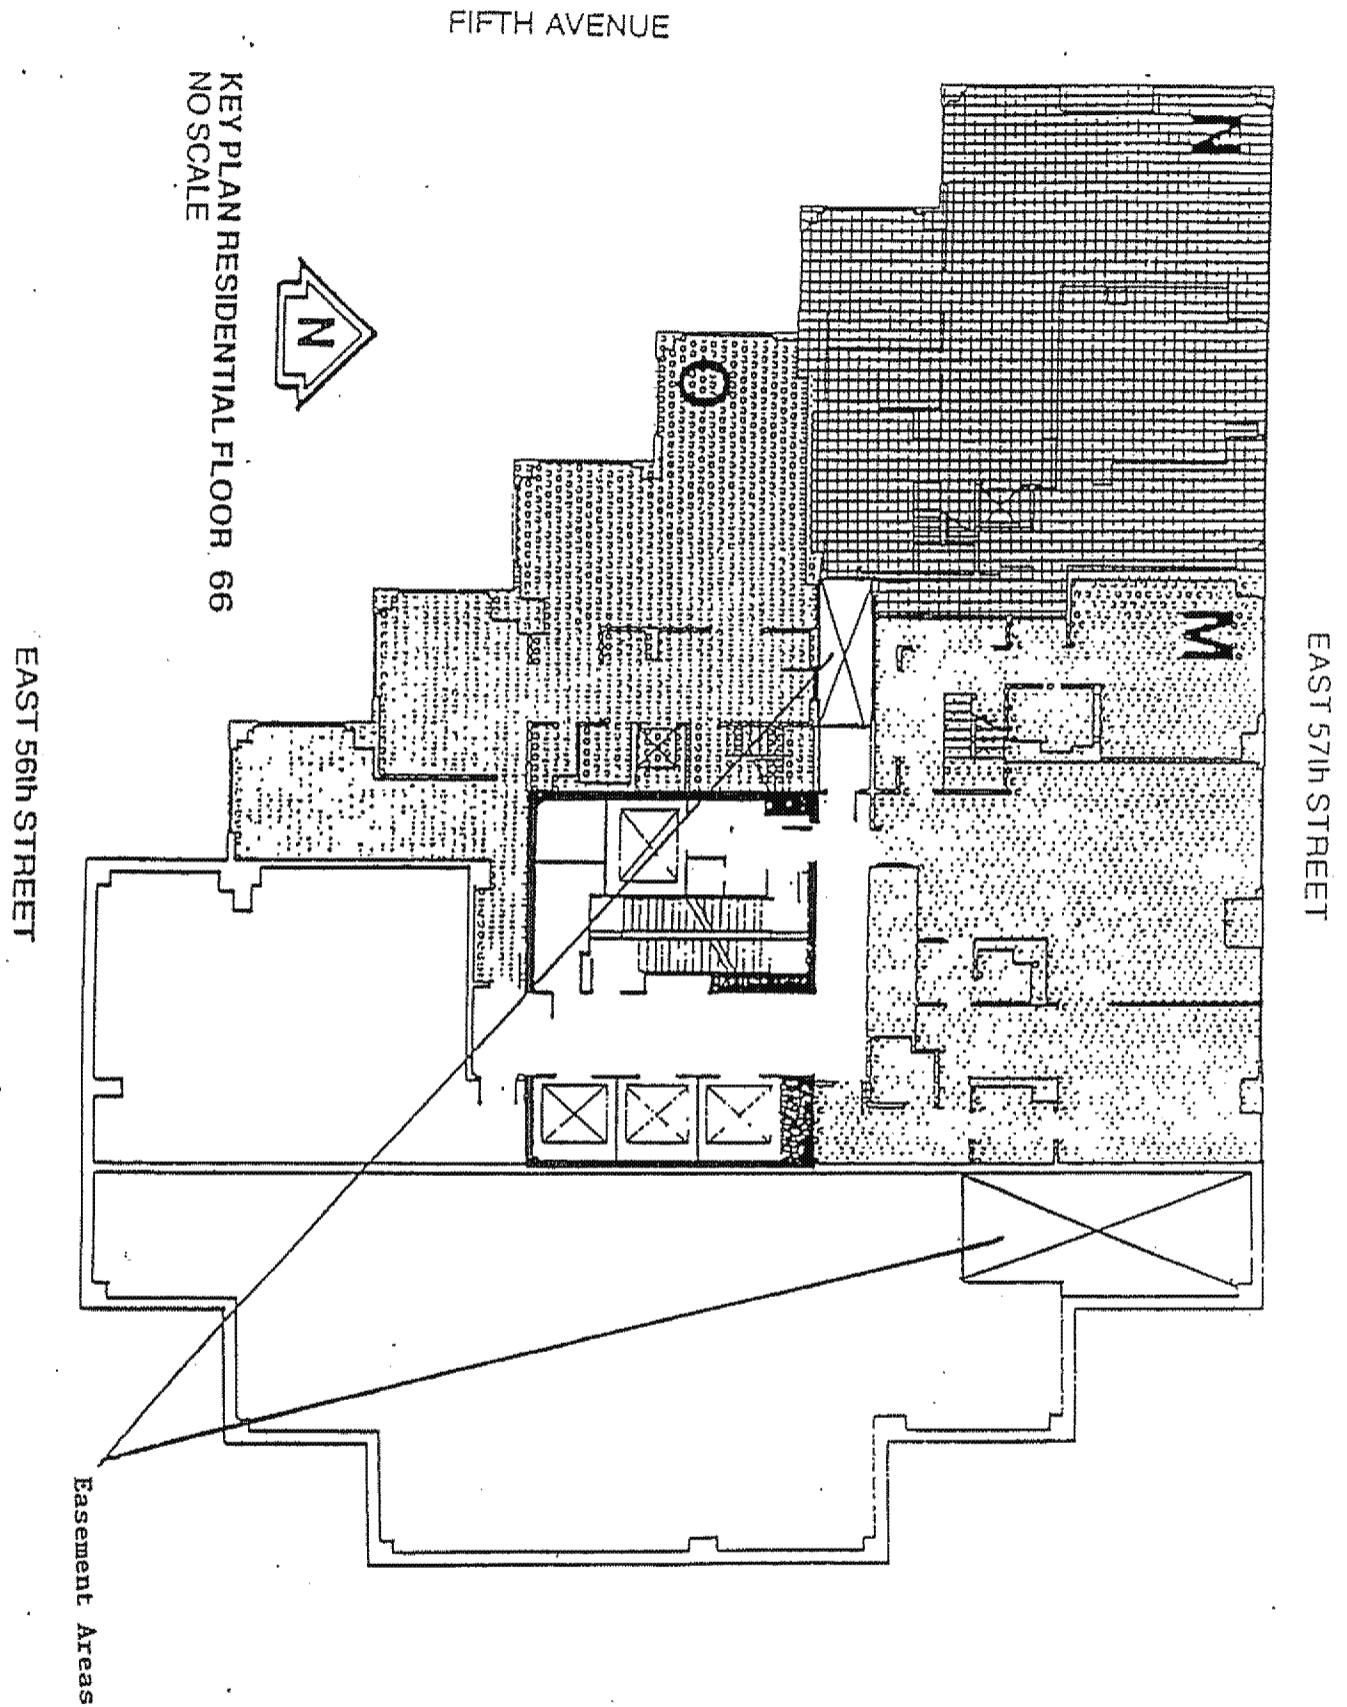 FIFTH AVENUE
KEY PLAN RESIDENTIAL FLOOR 66
NO SCALE
N
N
O
M
EAST 57th STREET
EAST 56th STREET
Easement Areas